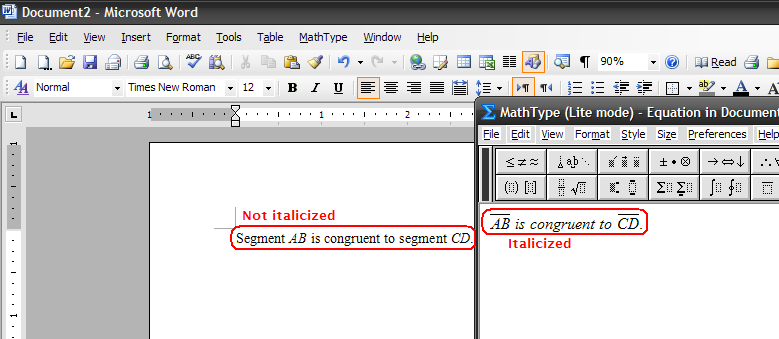 Document2 - Microsoft Word
File Edit View Insert Format Tools Table MathType Window Help
90% Read
Normal Times New Roman 12 B I U
L 1 1 2
MathType (Lite mode) - Equation in Document
File Edit View Format Style Size Preferences Help
Not italicized
Segment AB is congruent to segment CD.
AB is congruent to CD.
Italicized